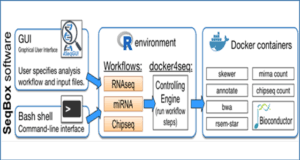 SeqBox software
GUI
Graphical User Interface
User specifies analysis workflow and input files.
Bash shell
Command-line interface
R environment
Workflows:
RNAseq
miRNA
Chipseq
docker4seq:
Controlling Engine
(run workflow steps)
Docker containers
skewer
mirna count
annotate
chipseq count
bwa
rsem-star
Bioconductor